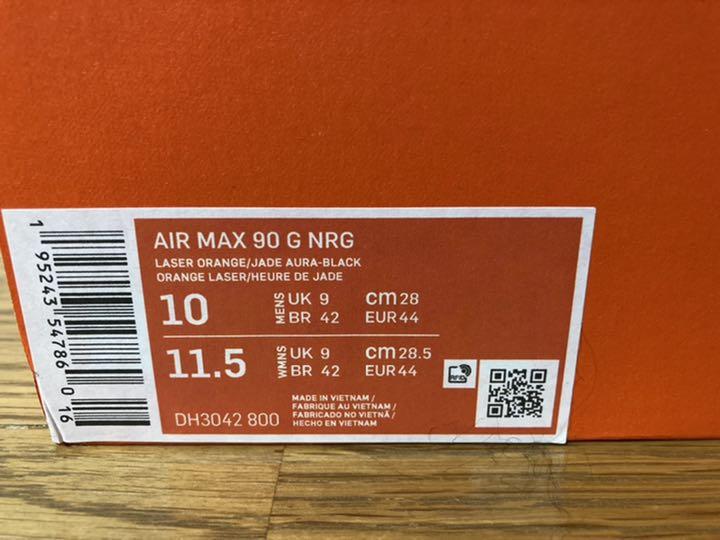 1 95243 54786 0 16
AIR MAX 90 G NRG
LASER ORANGE/JADE AURA-BLACK
ORANGE LASER/HEURE DE JADE
10 MENS UK 9 cm 28
BR 42 EUR 44
11.5 WMNS UK 9 cm 28.5
BR 42 EUR 44
RFID
DH3042 800
MADE IN VIETNAM /
FABRIQUE AU VIETNAM /
FABRICADO NO VIETNÃ /
HECHO EN VIETNAM